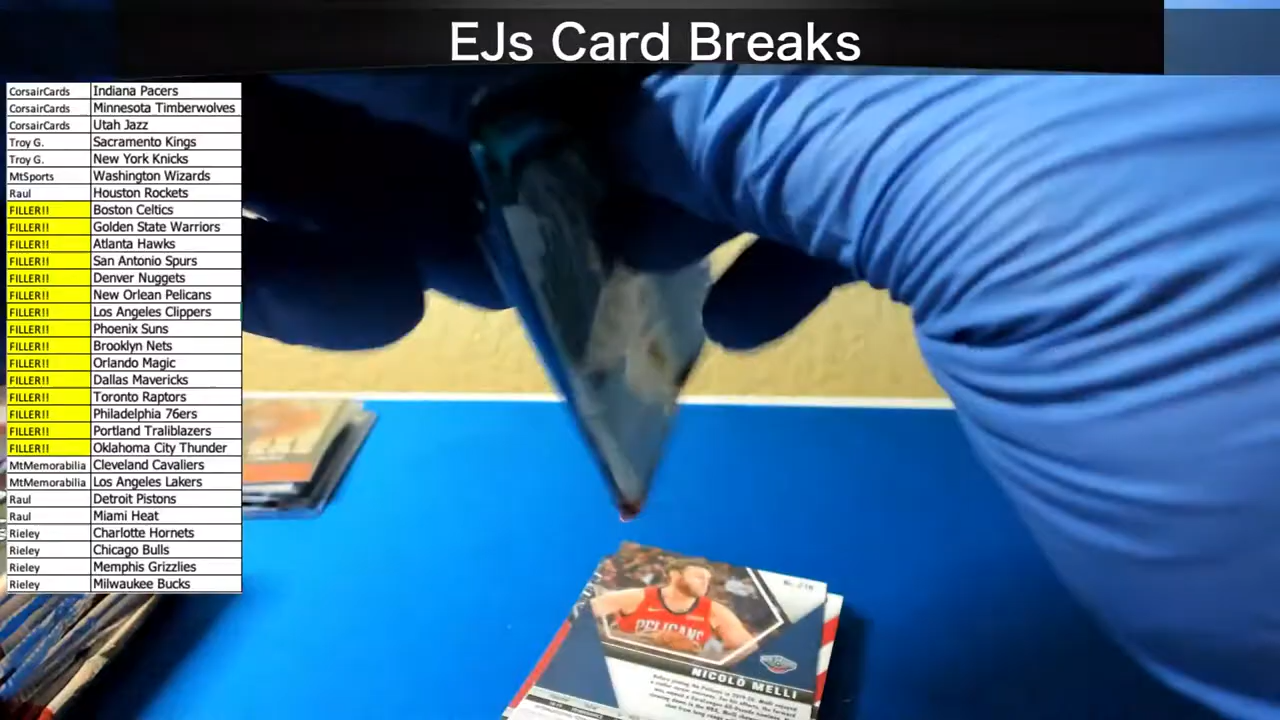 EJs Card Breaks
CorsairCards Indiana Pacers
CorsairCards Minnesota Timberwolves
CorsairCards Utah Jazz
Troy G. Sacramento Kings
Troy G. New York Knicks
MtSports Washington Wizards
Raul Houston Rockets
FILLER!! Boston Celtics
FILLER!! Golden State Warriors
FILLER!! Atlanta Hawks
FILLER!! San Antonio Spurs
FILLER!! Denver Nuggets
FILLER!! New Orlean Pelicans
FILLER!! Los Angeles Clippers
FILLER!! Phoenix Suns
FILLER!! Brooklyn Nets
FILLER!! Orlando Magic
FILLER!! Dallas Mavericks
FILLER!! Toronto Raptors
FILLER!! Philadelphia 76ers
FILLER!! Portland Traliblazers
FILLER!! Oklahoma City Thunder
MtMemorabilia Cleveland Cavaliers
MtMemorabilia Los Angeles Lakers
Raul Detroit Pistons
Raul Miami Heat
Rieley Charlotte Hornets
Rieley Chicago Bulls
Rieley Memphis Grizzlies
Rieley Milwaukee Bucks
PELICANS
NICOLO MELLI